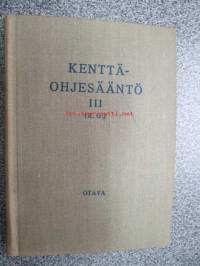 KENTTÄ-
OHJESÄÄNTÖ
III
(K. O.)
OTAVA